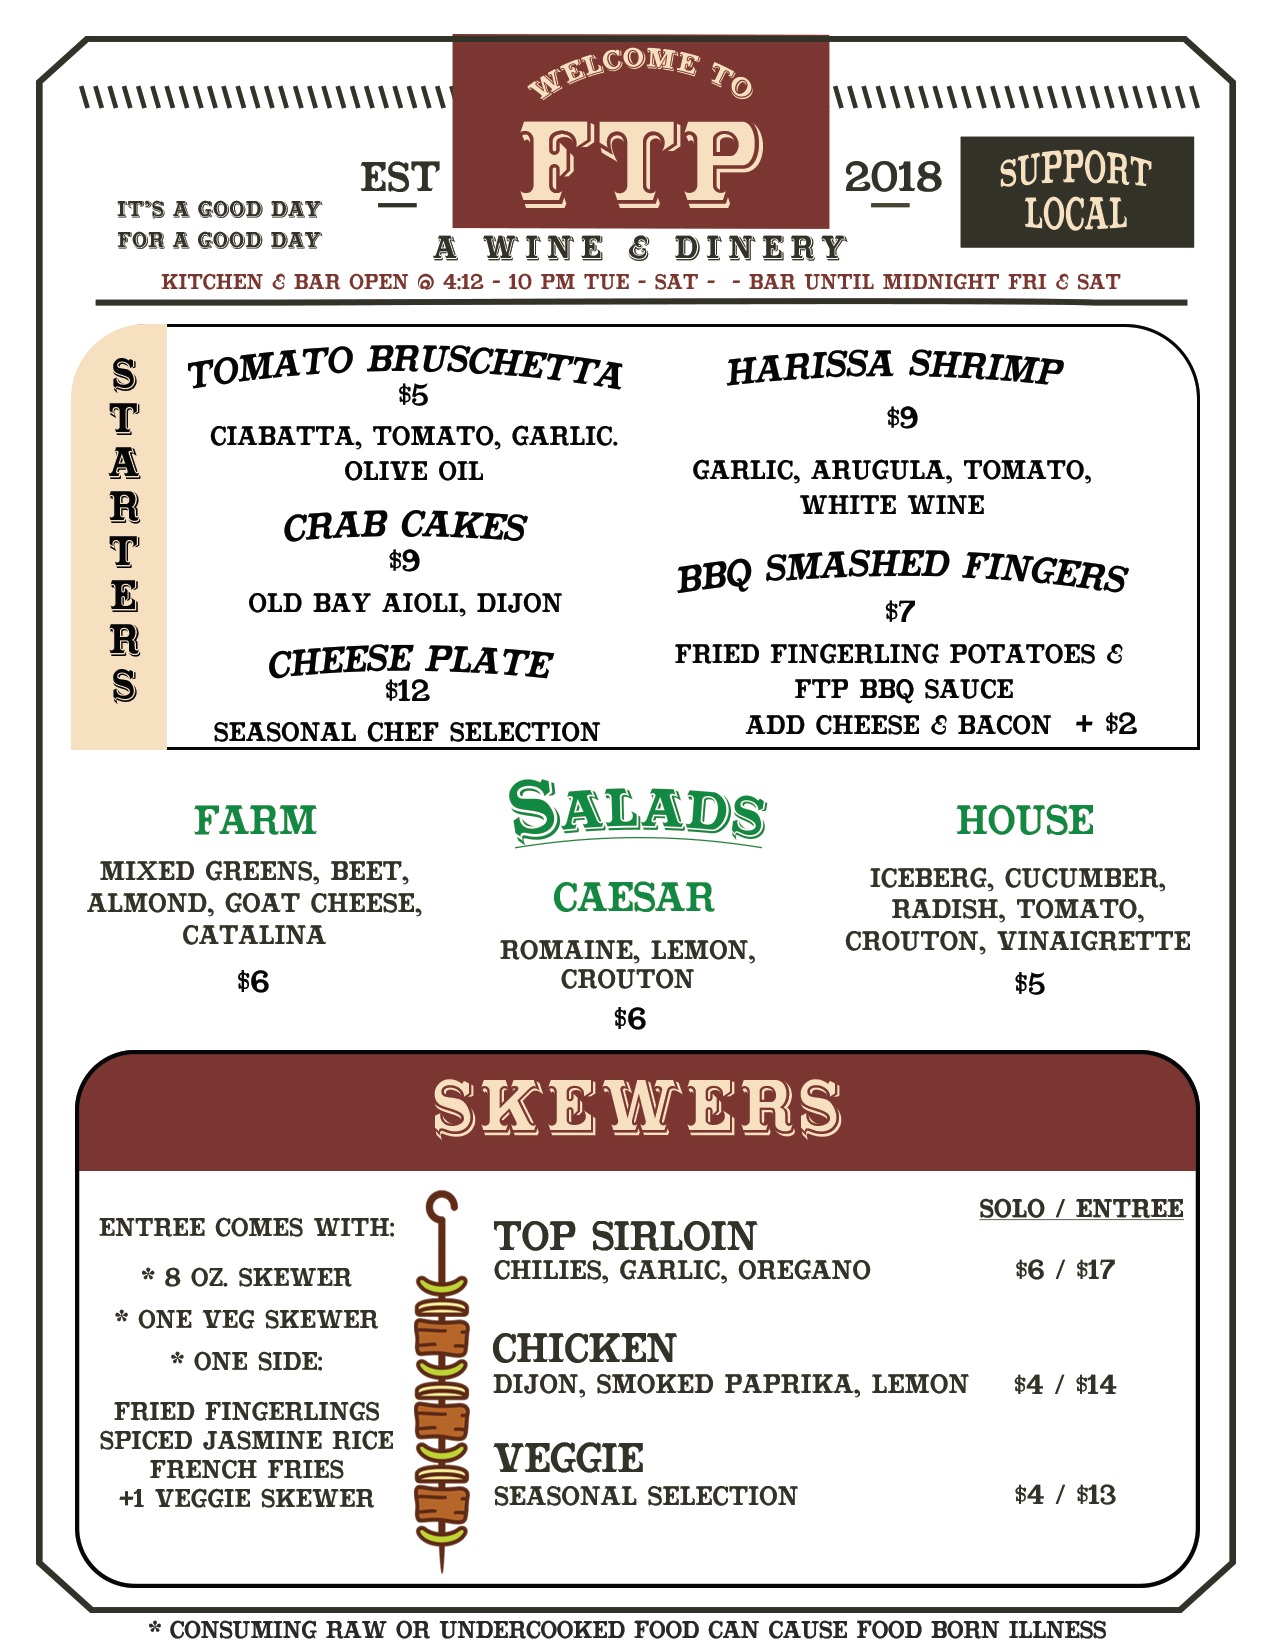 WELCOME TO
FTP
EST
2018
SUPPORT
LOCAL
IT'S A GOOD DAY
FOR A GOOD DAY
A WINE & DINERY
KITCHEN & BAR OPEN @ 4:12 - 10 PM TUE - SAT - - BAR UNTIL MIDNIGHT FRI & SAT
STARTERS
TOMATO BRUSCHETTA
$5
CIABATTA, TOMATO, GARLIC.
OLIVE OIL
CRAB CAKES
$9
OLD BAY AIOLI, DIJON
CHEESE PLATE
$12
SEASONAL CHEF SELECTION
HARISSA SHRIMP
$9
GARLIC, ARUGULA, TOMATO,
WHITE WINE
BBQ SMASHED FINGERS
$7
FRIED FINGERLING POTATOES &
FTP BBQ SAUCE
ADD CHEESE & BACON + $2
SALADS
FARM
MIXED GREENS, BEET,
ALMOND, GOAT CHEESE,
CATALINA
$6
CAESAR
ROMAINE, LEMON,
CROUTON
$6
HOUSE
ICEBERG, CUCUMBER,
RADISH, TOMATO,
CROUTON, VINAIGRETTE
$5
SKEWERS
ENTREE COMES WITH:
* 8 OZ. SKEWER
* ONE VEG SKEWER
* ONE SIDE:
FRIED FINGERLINGS
SPICED JASMINE RICE
FRENCH FRIES
+1 VEGGIE SKEWER
SOLO / ENTREE
TOP SIRLOIN
CHILIES, GARLIC, OREGANO $6 / $17
CHICKEN
DIJON, SMOKED PAPRIKA, LEMON $4 / $14
VEGGIE
SEASONAL SELECTION $4 / $13
* CONSUMING RAW OR UNDERCOOKED FOOD CAN CAUSE FOOD BORN ILLNESS